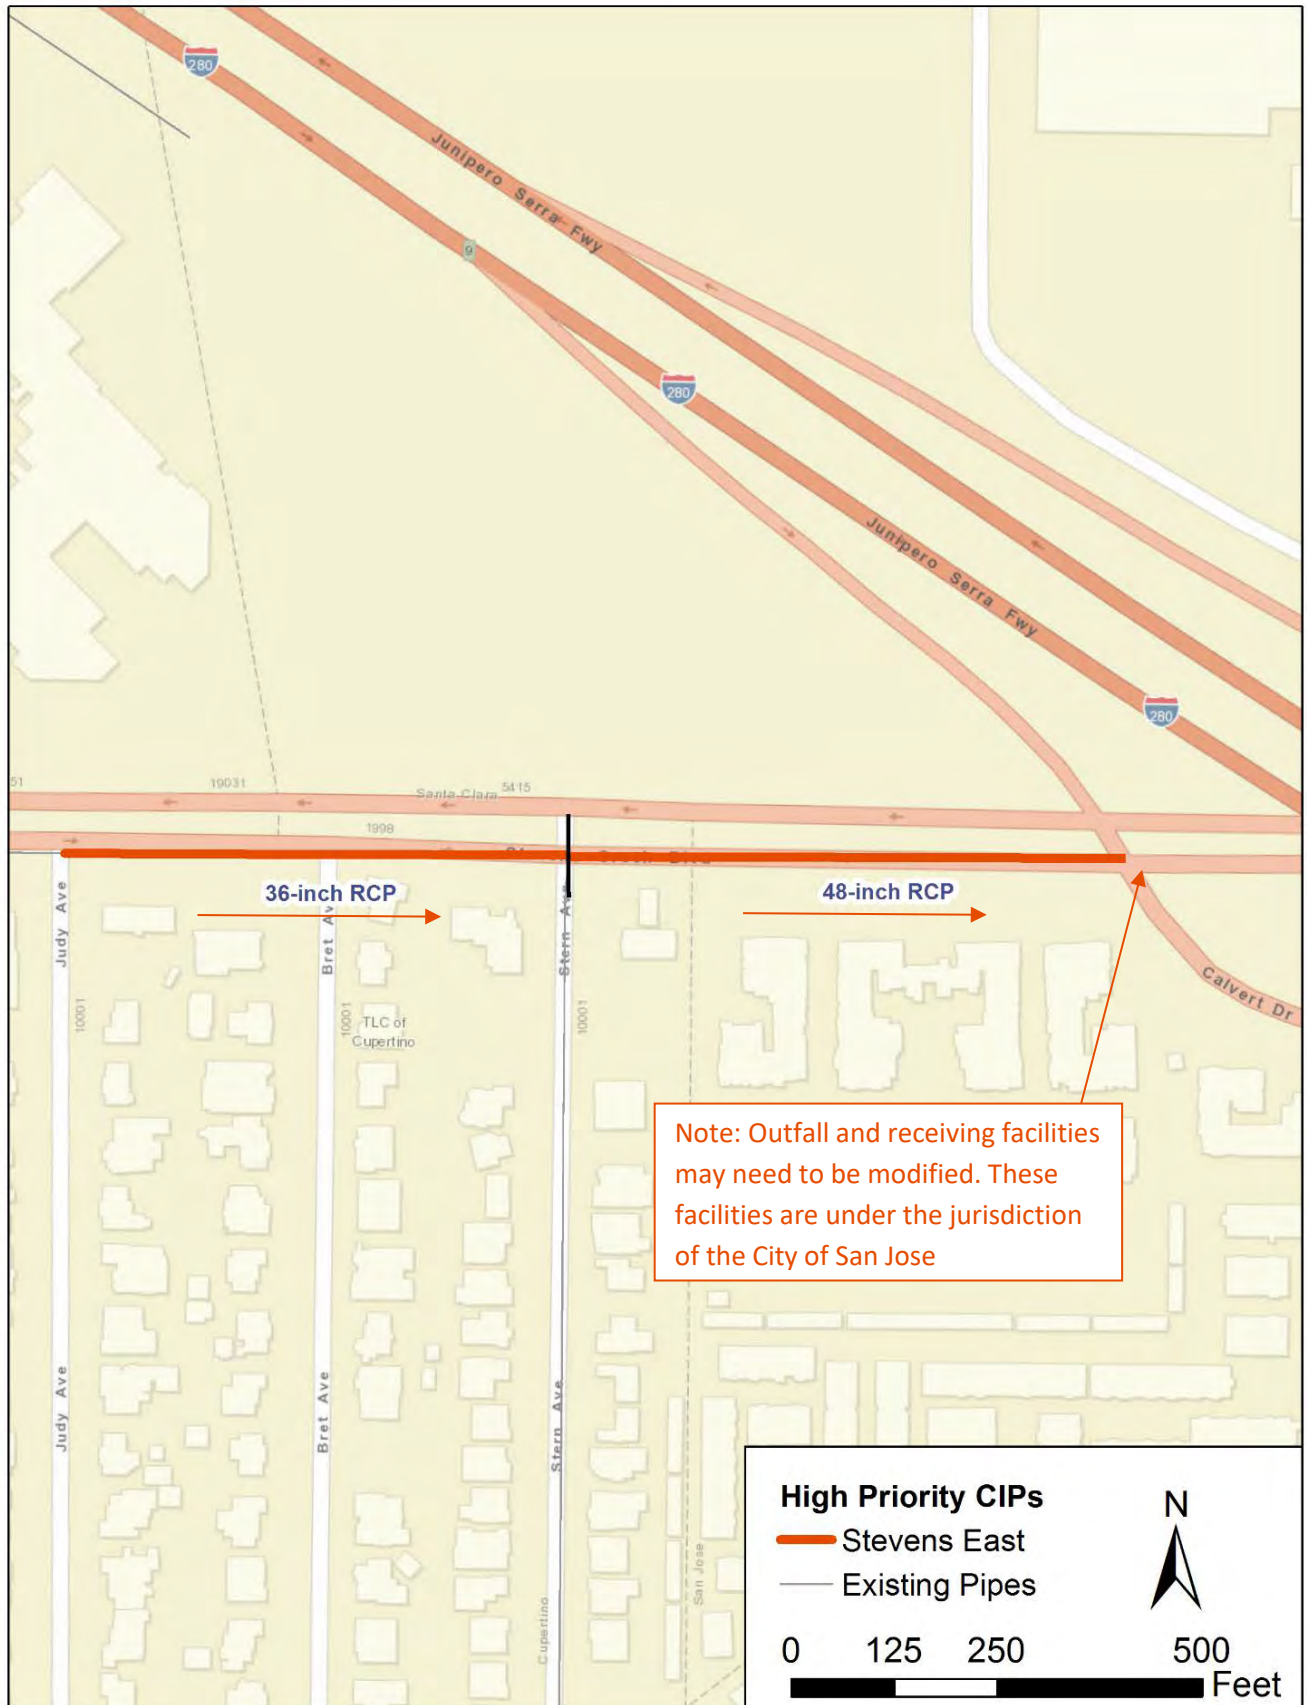 280
Junipero Serra Fwy
9
280
Junipero Serra Fwy
280
51
19031
Santa Clara
5415
1998
36-inch RCP
48-inch RCP
Judy Ave
Bret Ave
Stern Ave
Calvert Dr
10001
10001
10001
TLC of
Cupertino
Note: Outfall and receiving facilities
may need to be modified. These
facilities are under the jurisdiction
of the City of San Jose
Judy Ave
Bret Ave
Stern Ave
Cupertino
San Jose
High Priority CIPs
N
Stevens East
Existing Pipes
0 125 250 500
Feet